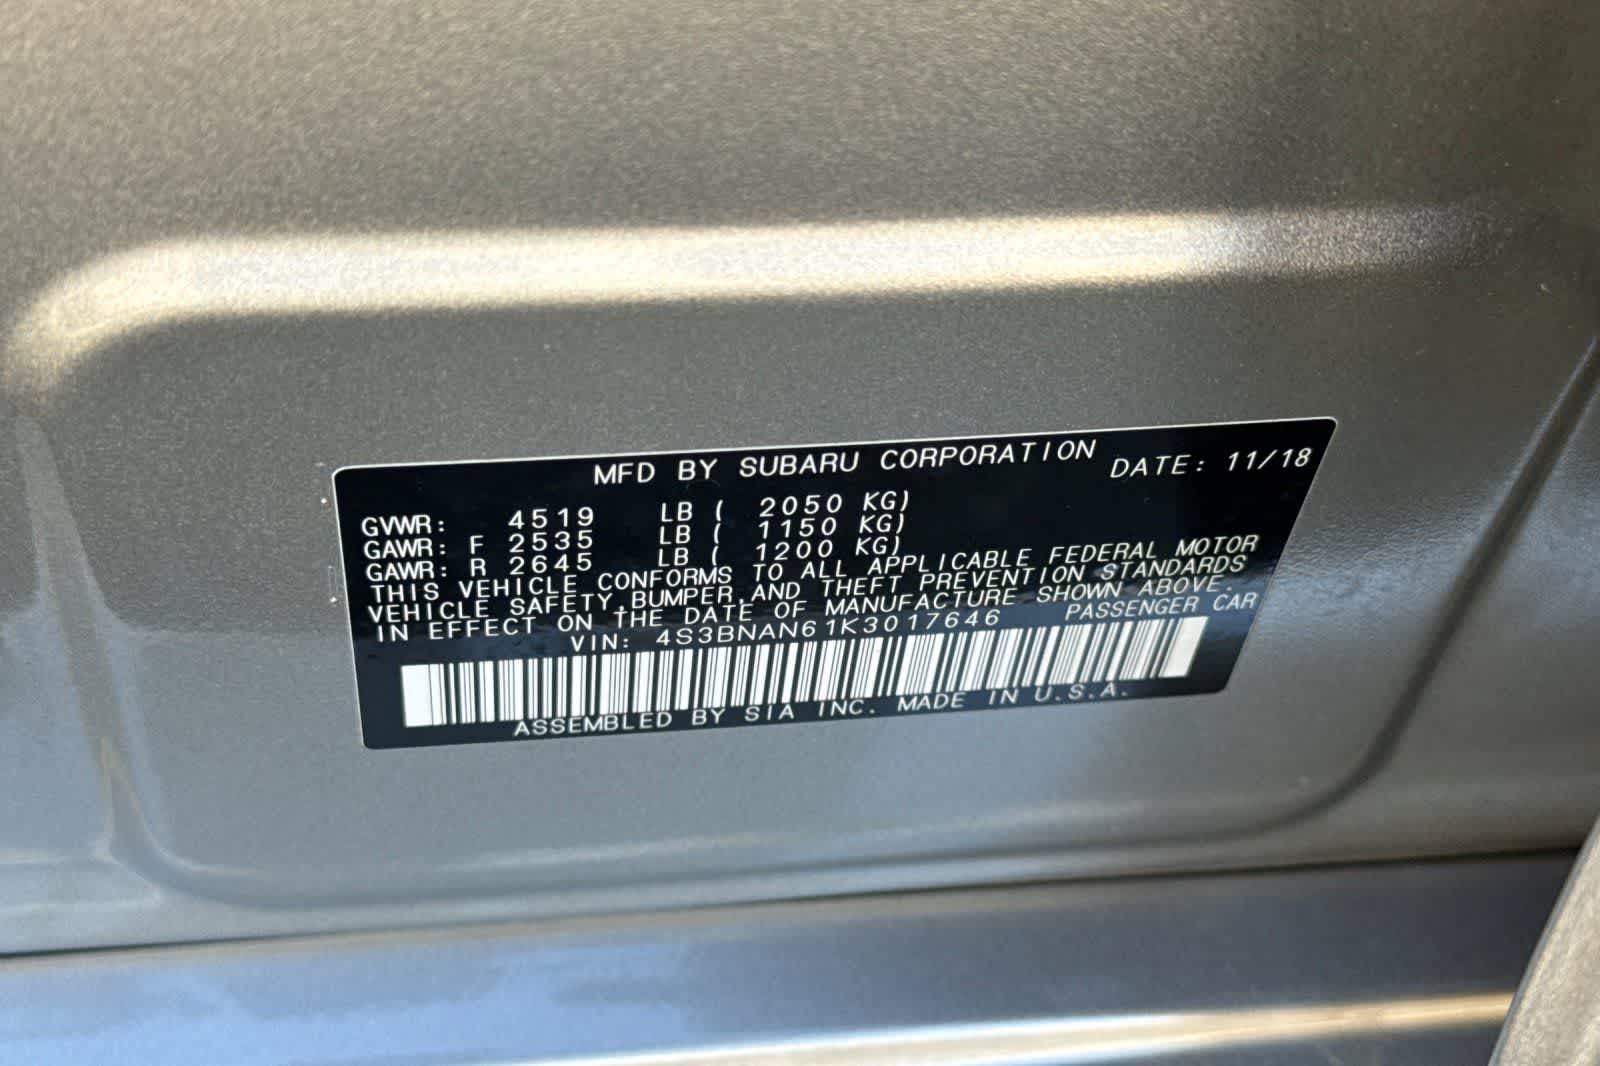 MFD BY SUBARU CORPORATION DATE: 11/18
GVWR: 4519 LB ( 2050 KG)
GAWR: F 2535 LB ( 1150 KG)
GAWR: R 2645 LB ( 1200 KG)
THIS VEHICLE CONFORMS TO ALL APPLICABLE FEDERAL MOTOR
VEHICLE SAFETY,BUMPER,AND THEFT PREVENTION STANDARDS
IN EFFECT ON THE DATE OF MANUFACTURE SHOWN ABOVE.
VIN: 4S3BNAN61K3017646 PASSENGER CAR
ASSEMBLED BY SIA INC. MADE IN U.S.A.